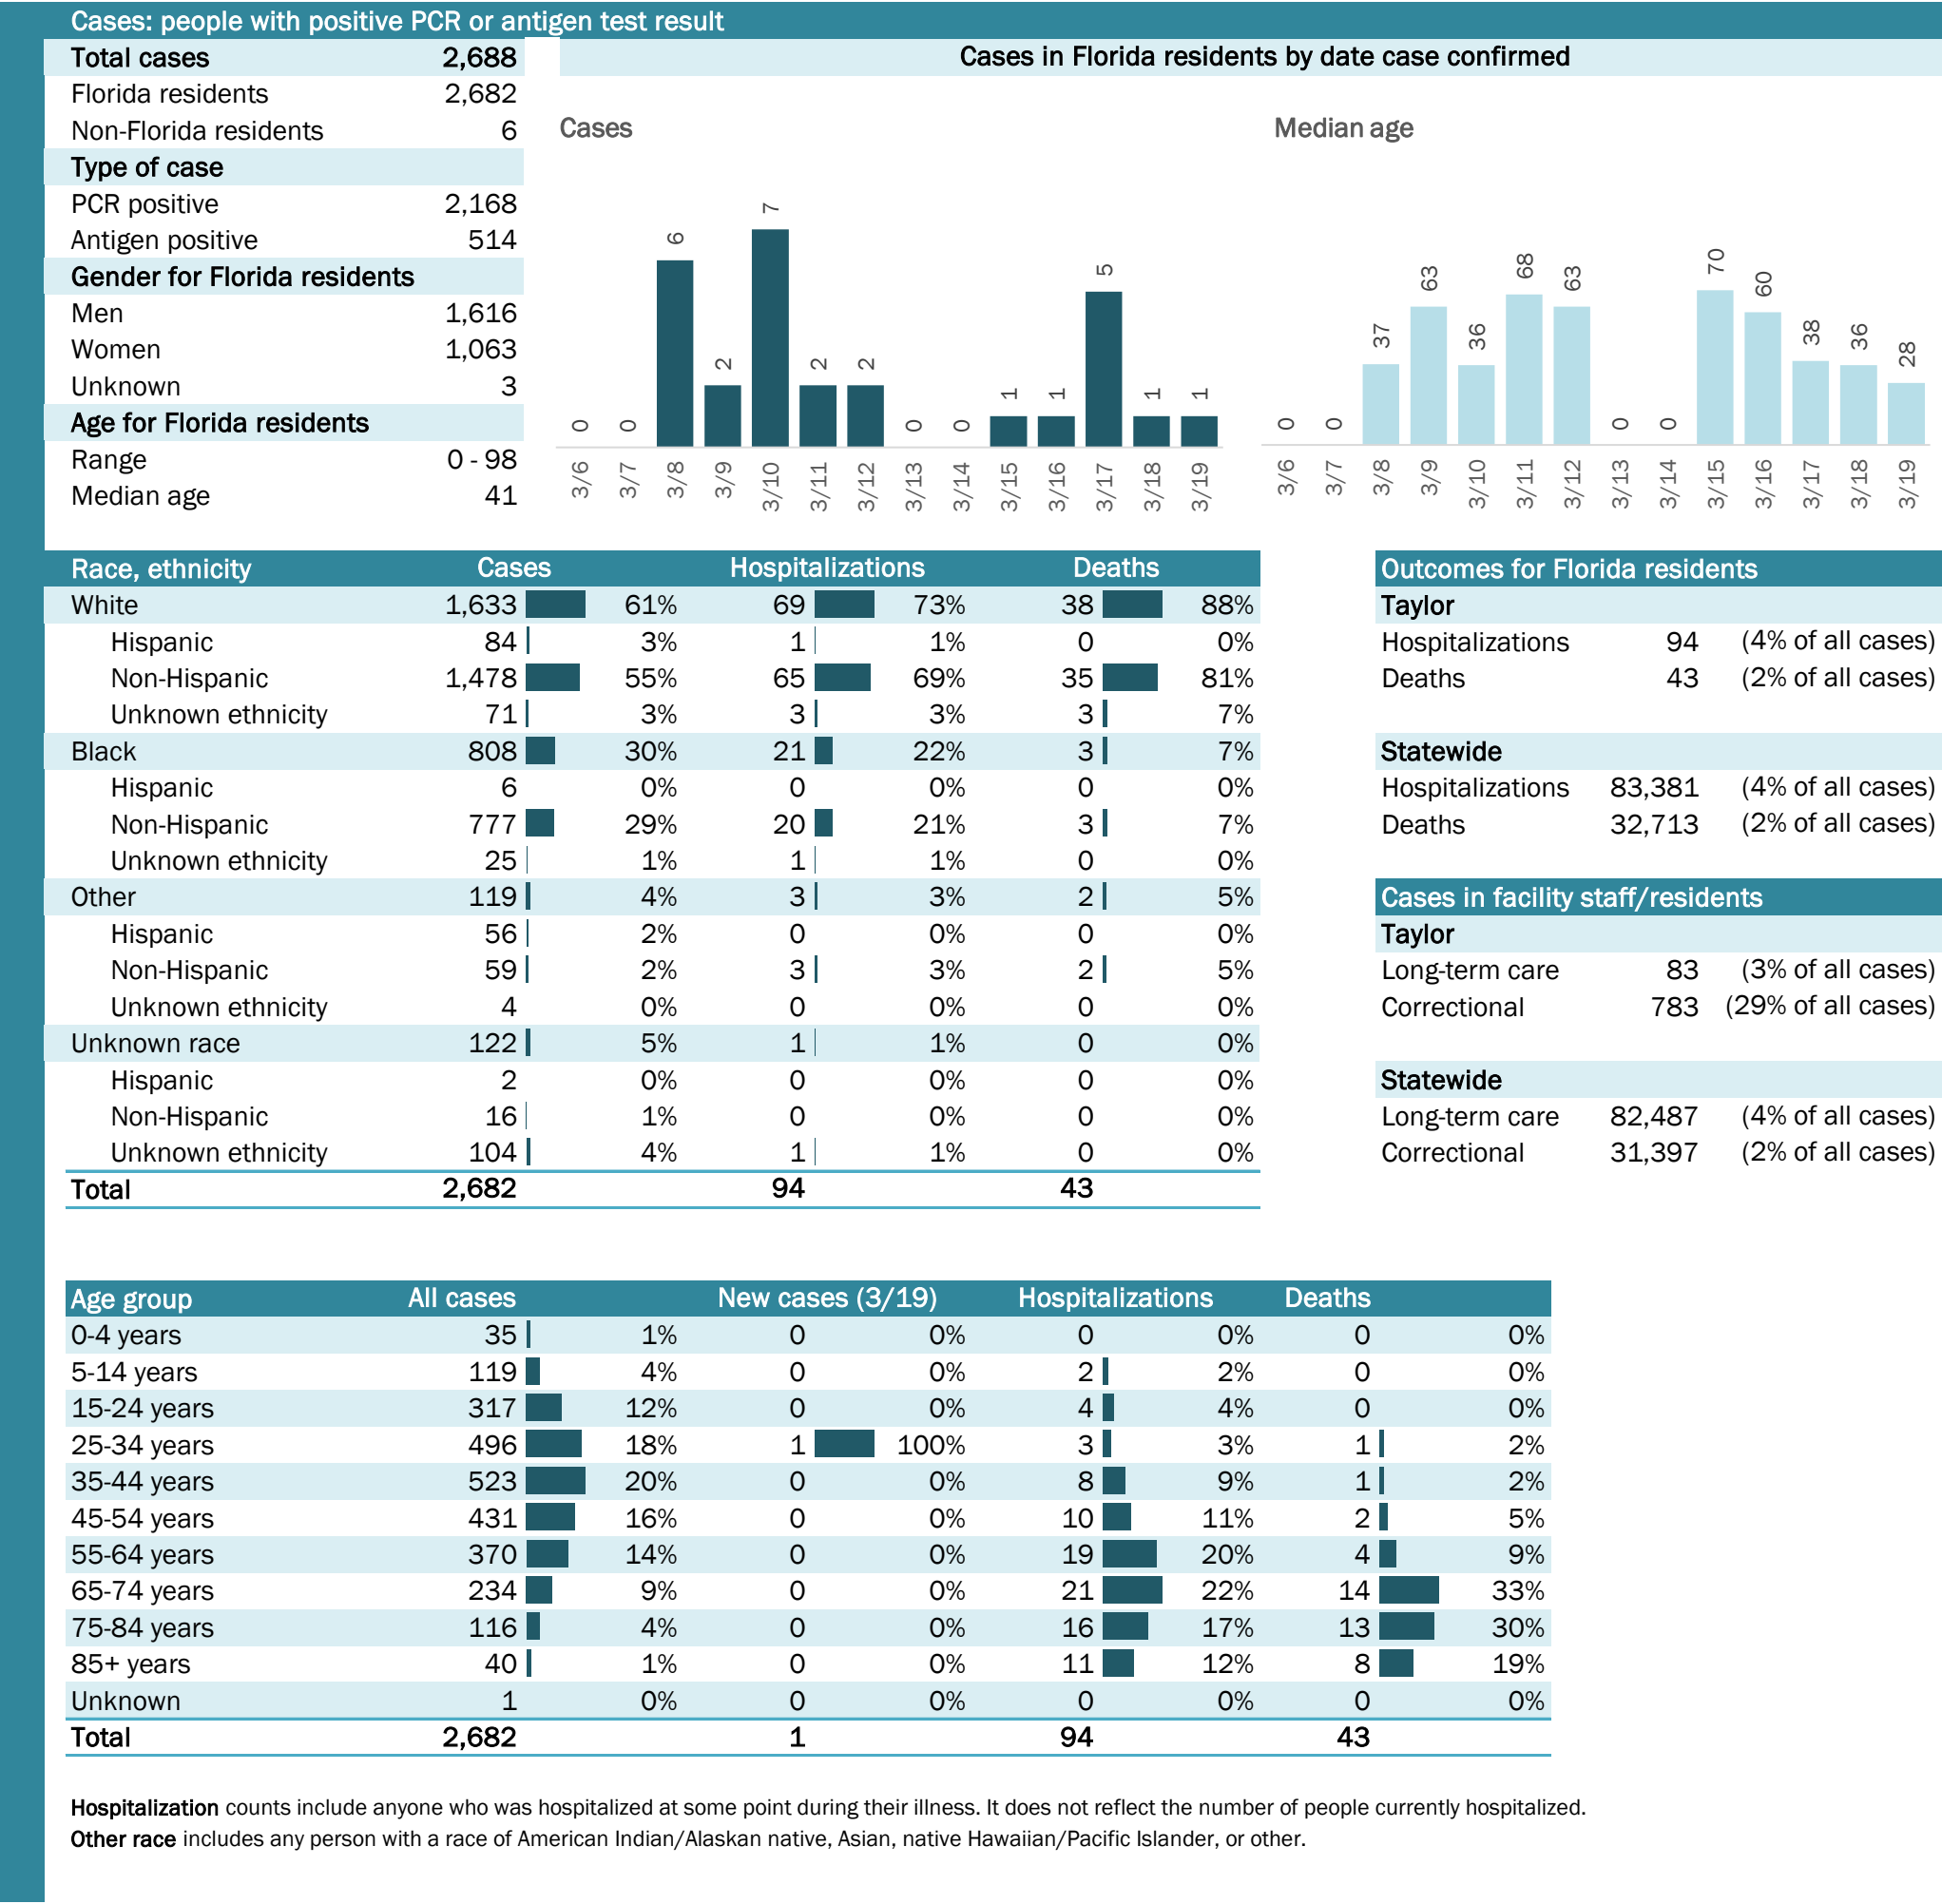 Cases: people with positive PCR or antigen test result
Total cases 2,688
Florida residents 2,682
Non-Florida residents 6
Type of case
PCR positive 2,168
Antigen positive 514
Gender for Florida residents
Men 1,616
Women 1,063
Unknown 3
Age for Florida residents
Range 0 - 98
Median age 41
Cases in Florida residents by date case confirmed
Cases
0 0 6 2 7 2 2 0 0 1 1 5 1 1
3/6 3/7 3/8 3/9 3/10 3/11 3/12 3/13 3/14 3/15 3/16 3/17 3/18 3/19
Median age
0 0 37 63 36 68 63 0 0 70 60 38 36 28
3/6 3/7 3/8 3/9 3/10 3/11 3/12 3/13 3/14 3/15 3/16 3/17 3/18 3/19
Race, ethnicity Cases Hospitalizations Deaths
White 1,633 61% 69 73% 38 88%
Hispanic 84 3% 1 1% 0 0%
Non-Hispanic 1,478 55% 65 69% 35 81%
Unknown ethnicity 71 3% 3 3% 3 7%
Black 808 30% 21 22% 3 7%
Hispanic 6 0% 0 0% 0 0%
Non-Hispanic 777 29% 20 21% 3 7%
Unknown ethnicity 25 1% 1 1% 0 0%
Other 119 4% 3 3% 2 5%
Hispanic 56 2% 0 0% 0 0%
Non-Hispanic 59 2% 3 3% 2 5%
Unknown ethnicity 4 0% 0 0% 0 0%
Unknown race 122 5% 1 1% 0 0%
Hispanic 2 0% 0 0% 0 0%
Non-Hispanic 16 1% 0 0% 0 0%
Unknown ethnicity 104 4% 1 1% 0 0%
Total 2,682 94 43
Outcomes for Florida residents
Taylor
Hospitalizations 94 (4% of all cases)
Deaths 43 (2% of all cases)
Statewide
Hospitalizations 83,381 (4% of all cases)
Deaths 32,713 (2% of all cases)
Cases in facility staff/residents
Taylor
Long-term care 83 (3% of all cases)
Correctional 783 (29% of all cases)
Statewide
Long-term care 82,487 (4% of all cases)
Correctional 31,397 (2% of all cases)
Age group All cases New cases (3/19) Hospitalizations Deaths
0-4 years 35 1% 0 0% 0 0% 0 0%
5-14 years 119 4% 0 0% 2 2% 0 0%
15-24 years 317 12% 0 0% 4 4% 0 0%
25-34 years 496 18% 1 100% 3 3% 1 2%
35-44 years 523 20% 0 0% 8 9% 1 2%
45-54 years 431 16% 0 0% 10 11% 2 5%
55-64 years 370 14% 0 0% 19 20% 4 9%
65-74 years 234 9% 0 0% 21 22% 14 33%
75-84 years 116 4% 0 0% 16 17% 13 30%
85+ years 40 1% 0 0% 11 12% 8 19%
Unknown 1 0% 0 0% 0 0% 0 0%
Total 2,682 1 94 43
Hospitalization counts include anyone who was hospitalized at some point during their illness. It does not reflect the number of people currently hospitalized.
Other race includes any person with a race of American Indian/Alaskan native, Asian, native Hawaiian/Pacific Islander, or other.